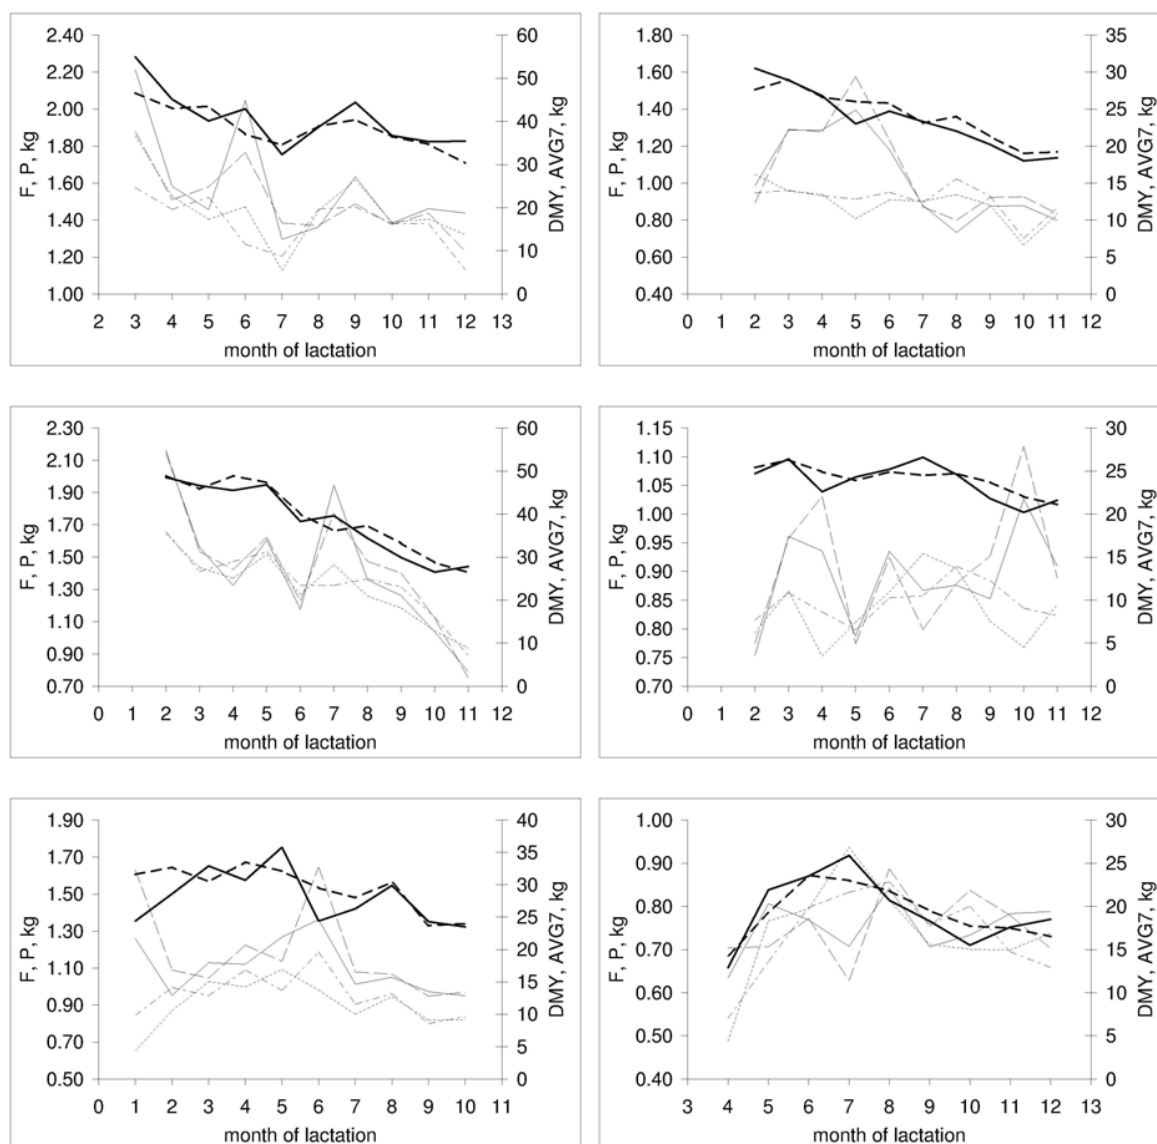 2.40 60
2.20 50
2.00 40
1.80 30
1.60 20
1.40 10
1.20
1.00 0
F, P, kg
DMY, AVG7, kg
2 3 4 5 6 7 8 9 10 11 12 13
month of lactation
1.80 35
1.60 30
1.40 25
1.20 20
1.00 15
0.80 10
0.60 5
0.40 0
F, P, kg
DMY, AVG7, kg
0 1 2 3 4 5 6 7 8 9 10 11 12
month of lactation
2.30 60
2.10 50
1.90 40
1.70
1.50 30
1.30 20
1.10 10
0.90
0.70 0
F, P, kg
DMY, AVG7, kg
0 1 2 3 4 5 6 7 8 9 10 11 12
month of lactation
1.15 30
1.10 25
1.05
1.00 20
0.95 15
0.90
0.85 10
0.80 5
0.75
0.70 0
F, P, kg
DMY, AVG7, kg
0 1 2 3 4 5 6 7 8 9 10 11 12
month of lactation
1.90 40
1.70 35
1.50 30
1.30 25
1.10 20
0.90 15
0.70 10
0.50 5
0
F, P, kg
DMY, AVG7, kg
0 1 2 3 4 5 6 7 8 9 10 11
month of lactation
1.00 30
0.90 25
0.80 20
0.70 15
0.60 10
0.50 5
0.40 0
F, P, kg
DMY, AVG7, kg
3 4 5 6 7 8 9 10 11 12 13
month of lactation